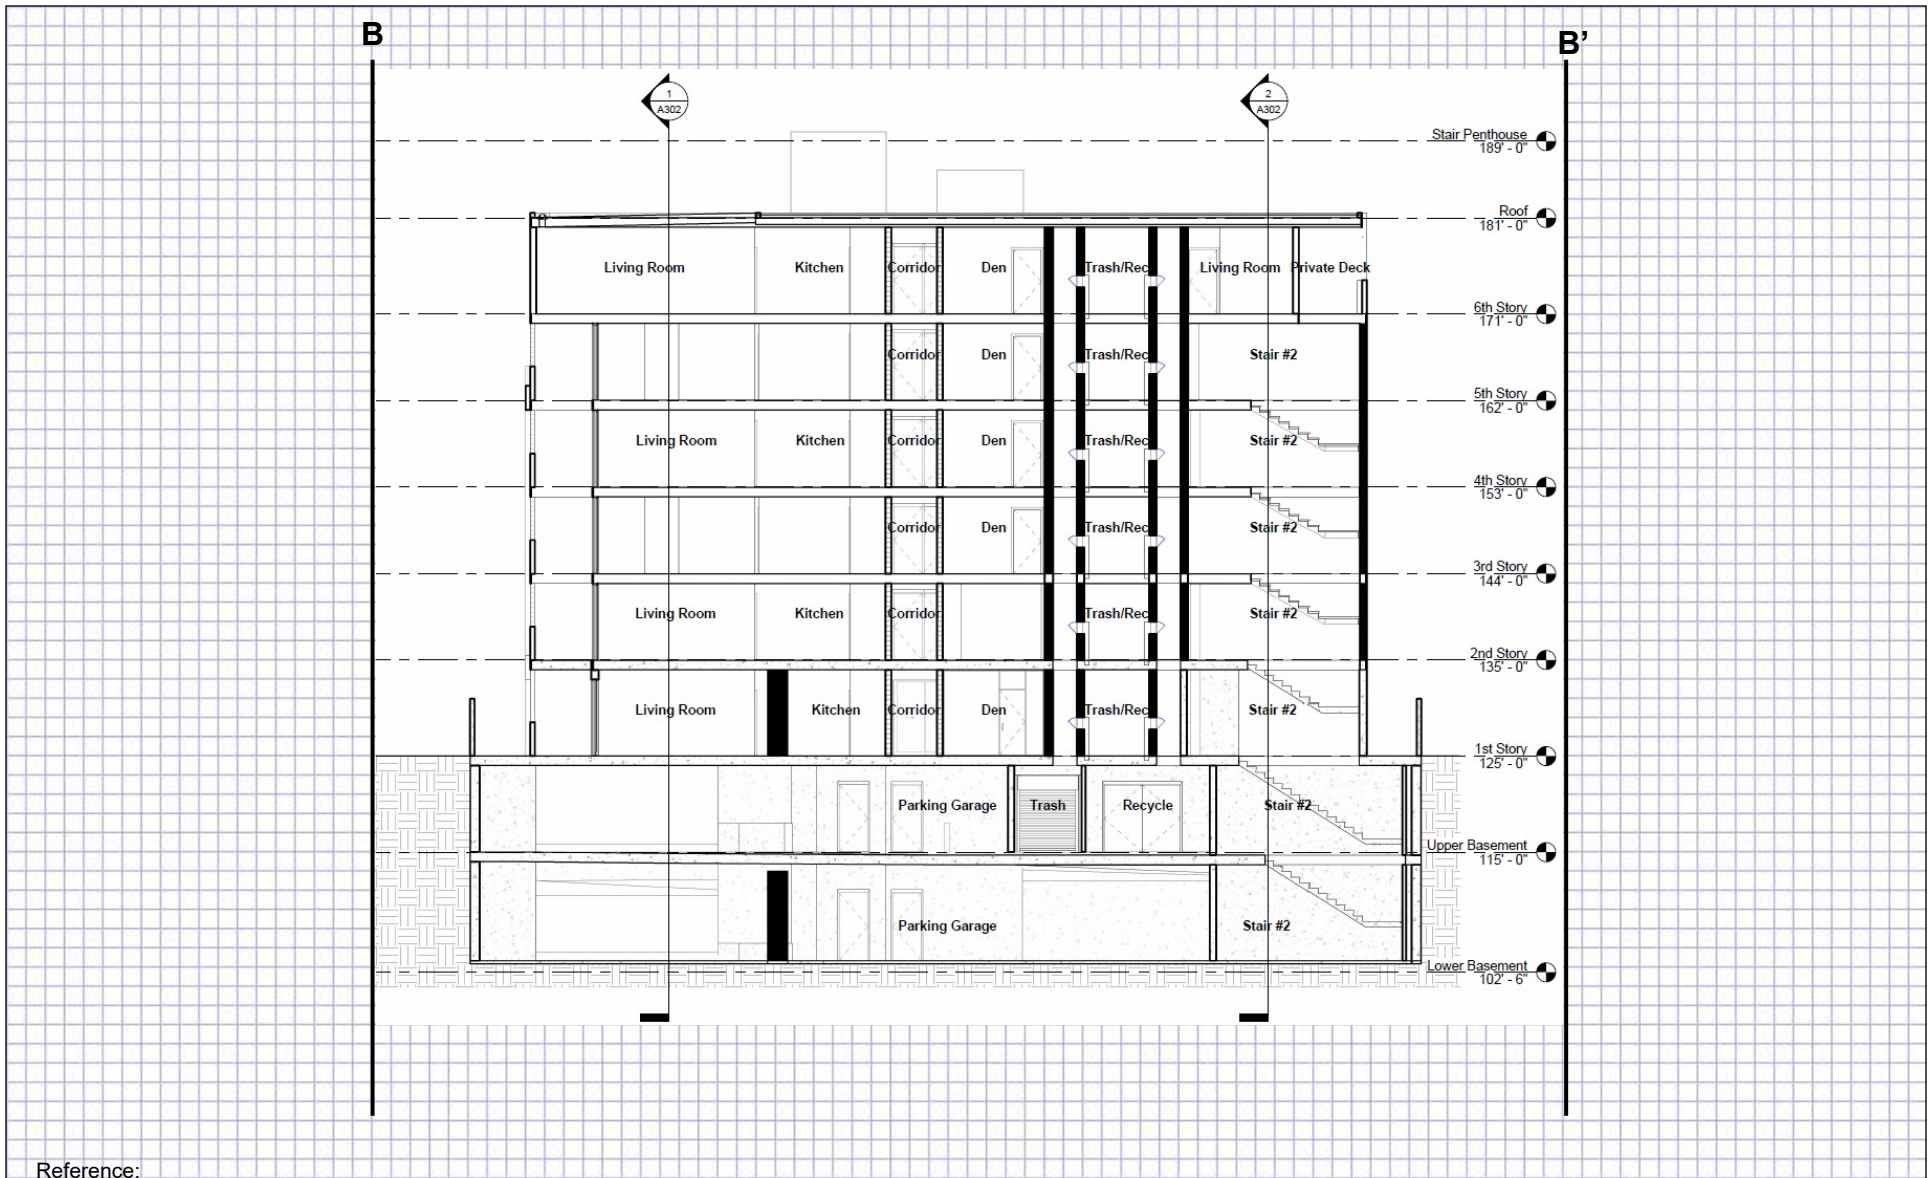 B
B’
1
A302
2
A302
Stair Penthouse
189' - 0"
Roof
181' - 0"
Living Room Kitchen Corridor Den Trash/Rec Living Room Private Deck
6th Story
171' - 0"
Corridor Den Trash/Rec Stair #2
5th Story
162' - 0"
Living Room Kitchen Corridor Den Trash/Rec Stair #2
4th Story
153' - 0"
Corridor Den Trash/Rec Stair #2
3rd Story
144' - 0"
Living Room Kitchen Corridor Trash/Rec Stair #2
2nd Story
135' - 0"
Living Room Kitchen Corridor Den Trash/Rec Stair #2
1st Story
125' - 0"
Parking Garage Trash Recycle Stair #2
Upper Basement
115' - 0"
Parking Garage Stair #2
Lower Basement
102' - 6"
Reference: